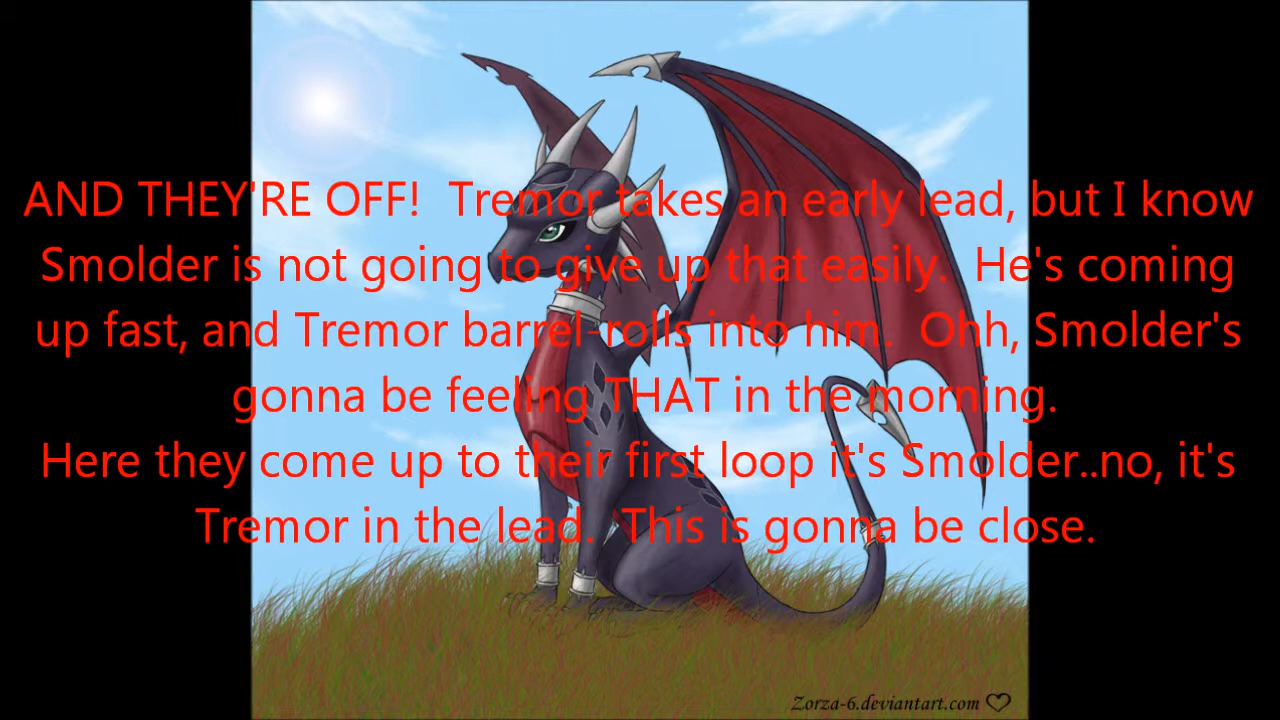 AND THEY'RE OFF!  Tremor takes an early lead, but I know
Smolder is not going to give up that easily.  He's coming
up fast, and Tremor barrel-rolls into him.  Ohh, Smolder's
gonna be feeling THAT in the morning.
Here they come up to their first loop it's Smolder..no, it's
Tremor in the lead.  This is gonna be close.
Zorza-6.deviantart.com